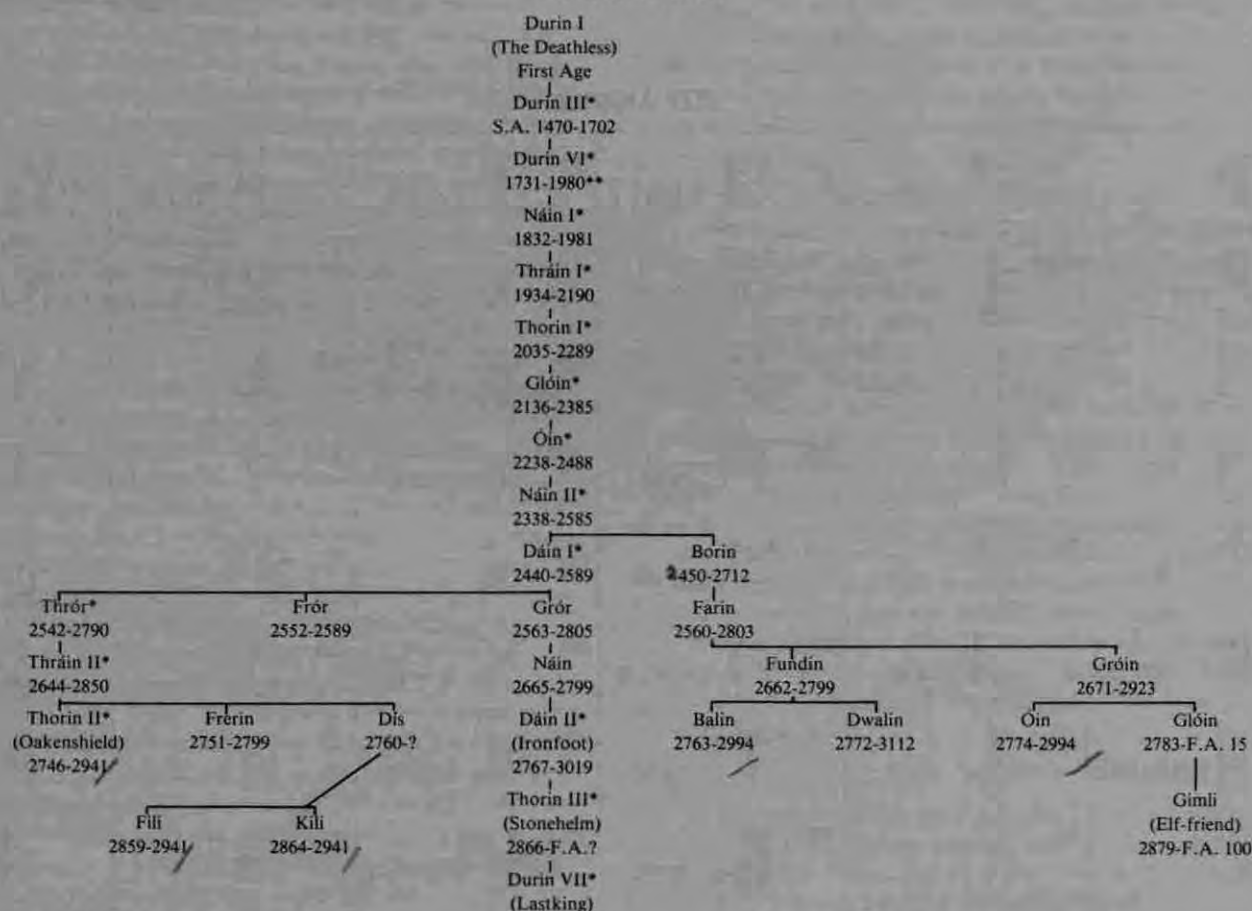 Durin I
(The Deathless)
First Age
Durin III*
S.A. 1470-1702
Durin VI*
1731-1980**
Náin I*
1832-1981
Thráin I*
1934-2190
Thorin I*
2035-2289
Glóin*
2136-2385
Óin*
2238-2488
Náin II*
2338-2585
Dáin I* Borin
2440-2589 2450-2712
Thrór* Frór Grór Farin
2542-2790 2552-2589 2563-2805 2560-2803
Thráin II* Náin Fundin Gróin
2644-2850 2665-2799 2662-2799 2671-2923
Thorin II* Frerin Dis Dáin II* Balin Dwalin Óin Glóin
(Oakenshield) 2751-2799 2760-? (Ironfoot) 2763-2994 2772-3112 2774-2994 2783-F.A. 15
2746-2941 2767-3019
Thorin III* Gimli
Fili Kili (Stonehelm) (Elf-friend)
2859-2941 2864-2941 2866-F.A.? 2879-F.A. 100
Durin VII*
(Lastking)